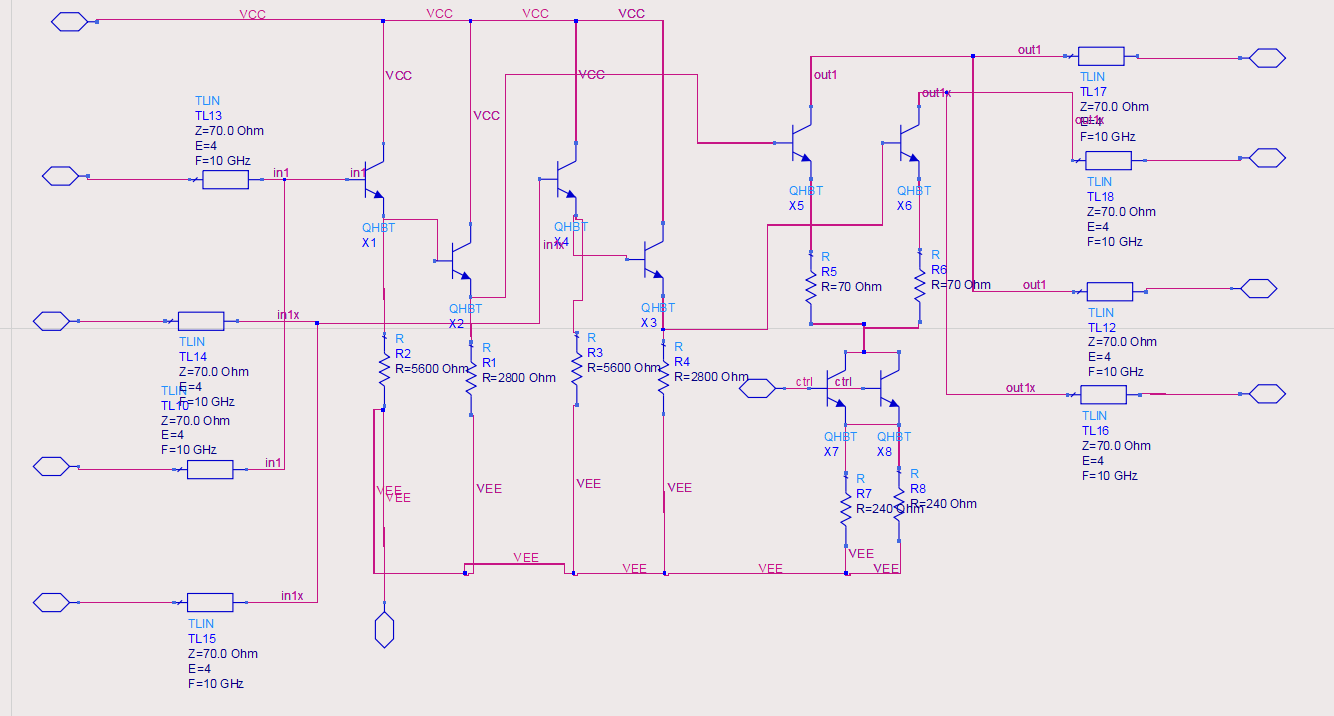 VCC
VCC
VCC
VCC
VCC
VCC
VCC
in1
in1
TLIN
TL13
Z=70.0 Ohm
E=4
F=10 GHz
QHBT
X1
QHBT
X2
QHBT
X4
in1x
QHBT
X3
out1
out1x
QHBT
X5
QHBT
X6
out1
TLIN
TL17
Z=70.0 Ohm
E=4
F=10 GHz
out1x
TLIN
TL18
Z=70.0 Ohm
E=4
F=10 GHz
R
R5
R=70 Ohm
R
R6
R=70 Ohm
out1
TLIN
TL12
Z=70.0 Ohm
E=4
F=10 GHz
in1x
TLIN
TL14
Z=70.0 Ohm
E=4
F=10 GHz
R
R2
R=5600 Ohm
R
R1
R=2800 Ohm
R
R3
R=5600 Ohm
R
R4
R=2800 Ohm
ctrl
ctrl
QHBT
X7
QHBT
X8
out1x
TLIN
TL16
Z=70.0 Ohm
E=4
F=10 GHz
TLIN
TL10
Z=70.0 Ohm
E=4
F=10 GHz
in1
VEE
VEE
VEE
VEE
VEE
R
R7
R=240 Ohm
R
R8
R=240 Ohm
VEE
VEE
VEE
VEE
VEE
in1x
TLIN
TL15
Z=70.0 Ohm
E=4
F=10 GHz